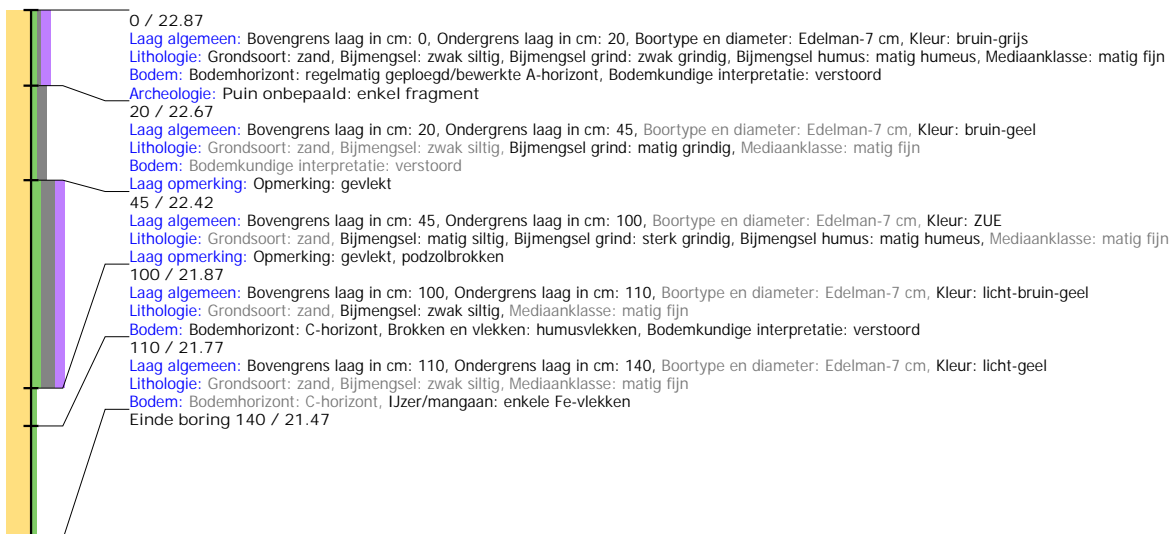 0 / 22.87
Laag algemeen: Bovengrens laag in cm: 0, Ondergrens laag in cm: 20, Boortype en diameter: Edelman-7 cm, Kleur: bruin-grijs
Lithologie: Grondsoort: zand, Bijmengsel: zwak siltig, Bijmengsel grind: zwak grindig, Bijmengsel humus: matig humeus, Mediaanklasse: matig fijn
Bodem: Bodemhorizont: regelmatig geploegd/bewerkte A-horizont, Bodemkundige interpretatie: verstoord
Archeologie: Puin onbepaald: enkel fragment
20 / 22.67
Laag algemeen: Bovengrens laag in cm: 20, Ondergrens laag in cm: 45, Boortype en diameter: Edelman-7 cm, Kleur: bruin-geel
Lithologie: Grondsoort: zand, Bijmengsel: zwak siltig, Bijmengsel grind: matig grindig, Mediaanklasse: matig fijn
Bodem: Bodemkundige interpretatie: verstoord
Laag opmerking: Opmerking: gevlekt
45 / 22.42
Laag algemeen: Bovengrens laag in cm: 45, Ondergrens laag in cm: 100, Boortype en diameter: Edelman-7 cm, Kleur: ZUE
Lithologie: Grondsoort: zand, Bijmengsel: matig siltig, Bijmengsel grind: sterk grindig, Bijmengsel humus: matig humeus, Mediaanklasse: matig fijn
Laag opmerking: Opmerking: gevlekt, podzolbrokken
100 / 21.87
Laag algemeen: Bovengrens laag in cm: 100, Ondergrens laag in cm: 110, Boortype en diameter: Edelman-7 cm, Kleur: licht-bruin-geel
Lithologie: Grondsoort: zand, Bijmengsel: zwak siltig, Mediaanklasse: matig fijn
Bodem: Bodemhorizont: C-horizont, Brokken en vlekken: humusvlekken, Bodemkundige interpretatie: verstoord
110 / 21.77
Laag algemeen: Bovengrens laag in cm: 110, Ondergrens laag in cm: 140, Boortype en diameter: Edelman-7 cm, Kleur: licht-geel
Lithologie: Grondsoort: zand, Bijmengsel: zwak siltig, Mediaanklasse: matig fijn
Bodem: Bodemhorizont: C-horizont, IJzer/mangaan: enkele Fe-vlekken
Einde boring 140 / 21.47